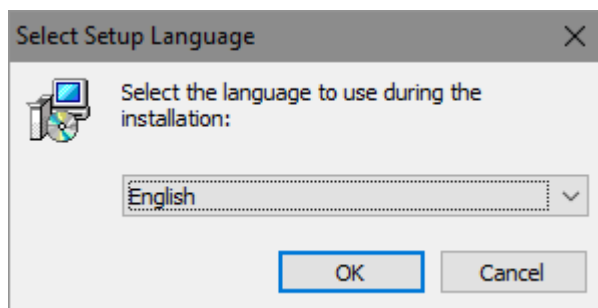 Select Setup Language
Select the language to use during the
installation:
English
OK Cancel